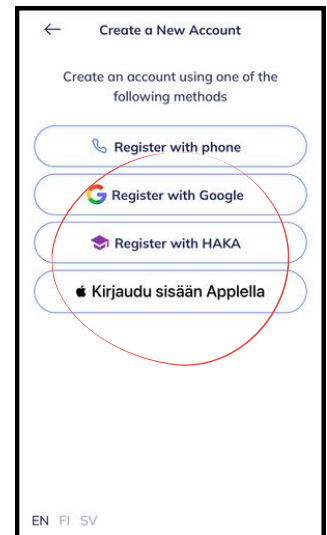 Create a New Account
Create an account using one of the
following methods
Register with phone
Register with Google
Register with HAKA
Kirjaudu sisään Applella
EN FI SV